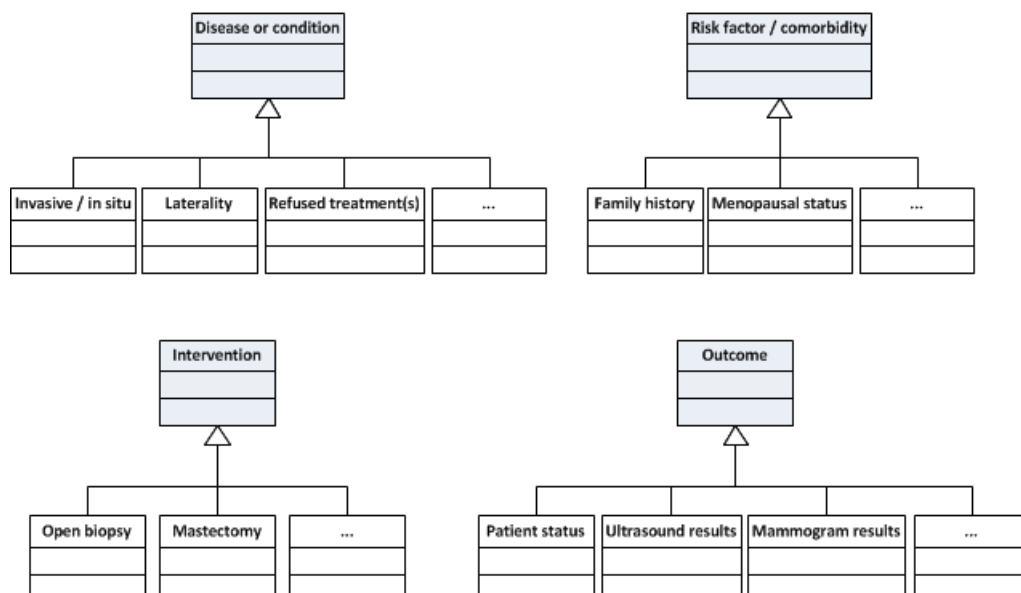 Disease or condition
Risk factor / comorbidity
Invasive / in situ
Laterality
Refused treatment(s)
...
Family history
Menopausal status
...
Intervention
Outcome
Open biopsy
Mastectomy
...
Patient status
Ultrasound results
Mammogram results
...